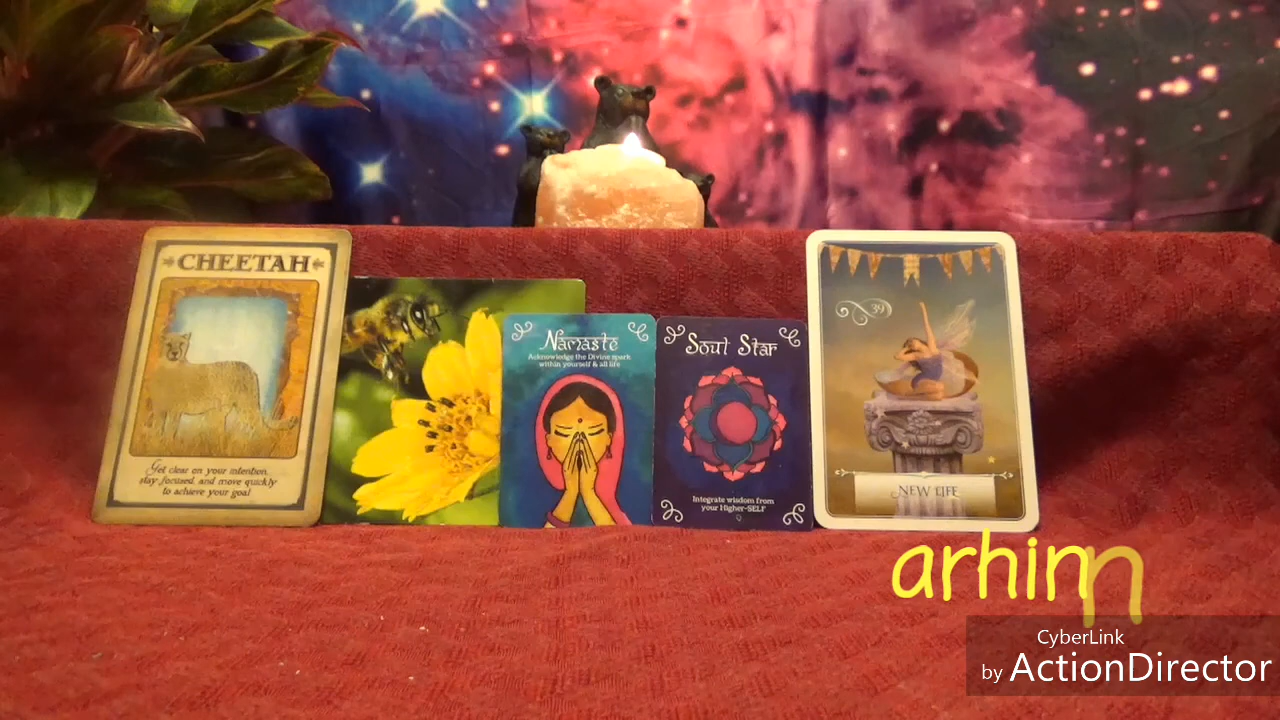 CHEETAH
Get clear on your intention,
stay focused, and move quickly
to achieve your goal
Namaste
Acknowledge the Divine spark
within yourself & all life
Soul Star
Integrate wisdom from
your Higher-SELF
39
NEW LIFE
arhinn
CyberLink
by ActionDirector